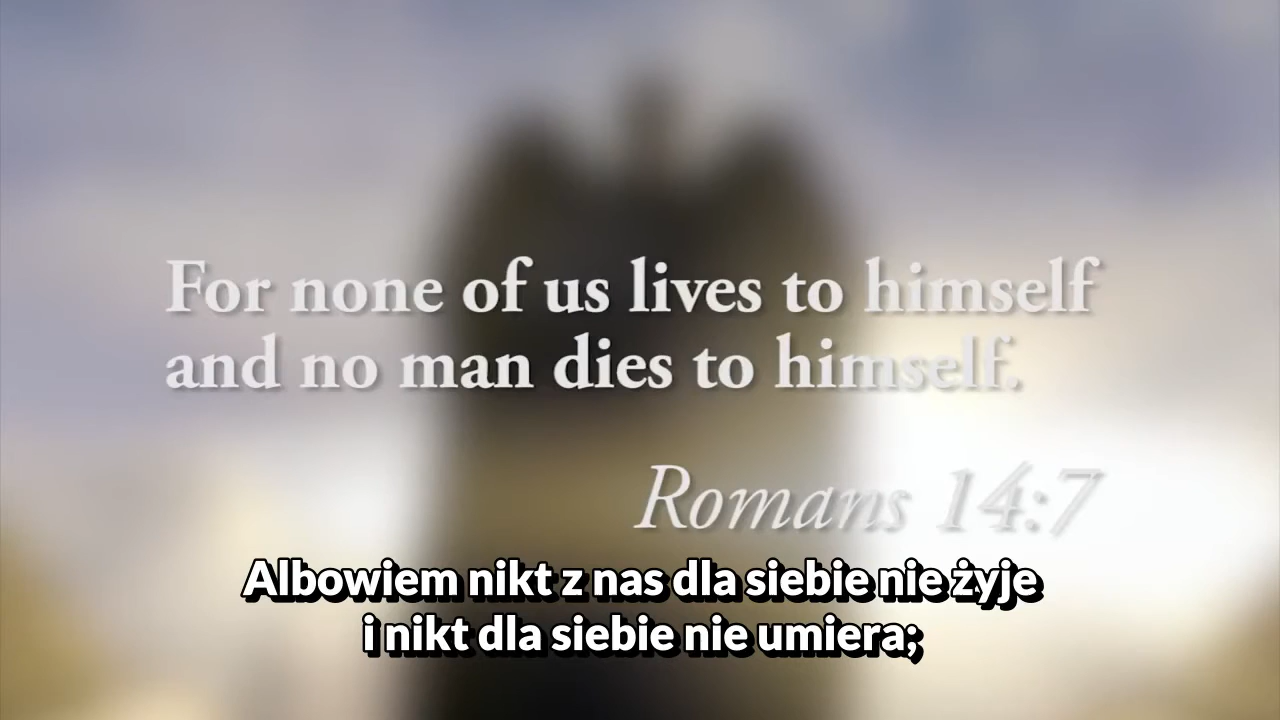 For none of us lives to himself
and no man dies to himself.
Romans 14:7
Albowiem nikt z nas dla siebie nie żyje
i nikt dla siebie nie umiera;